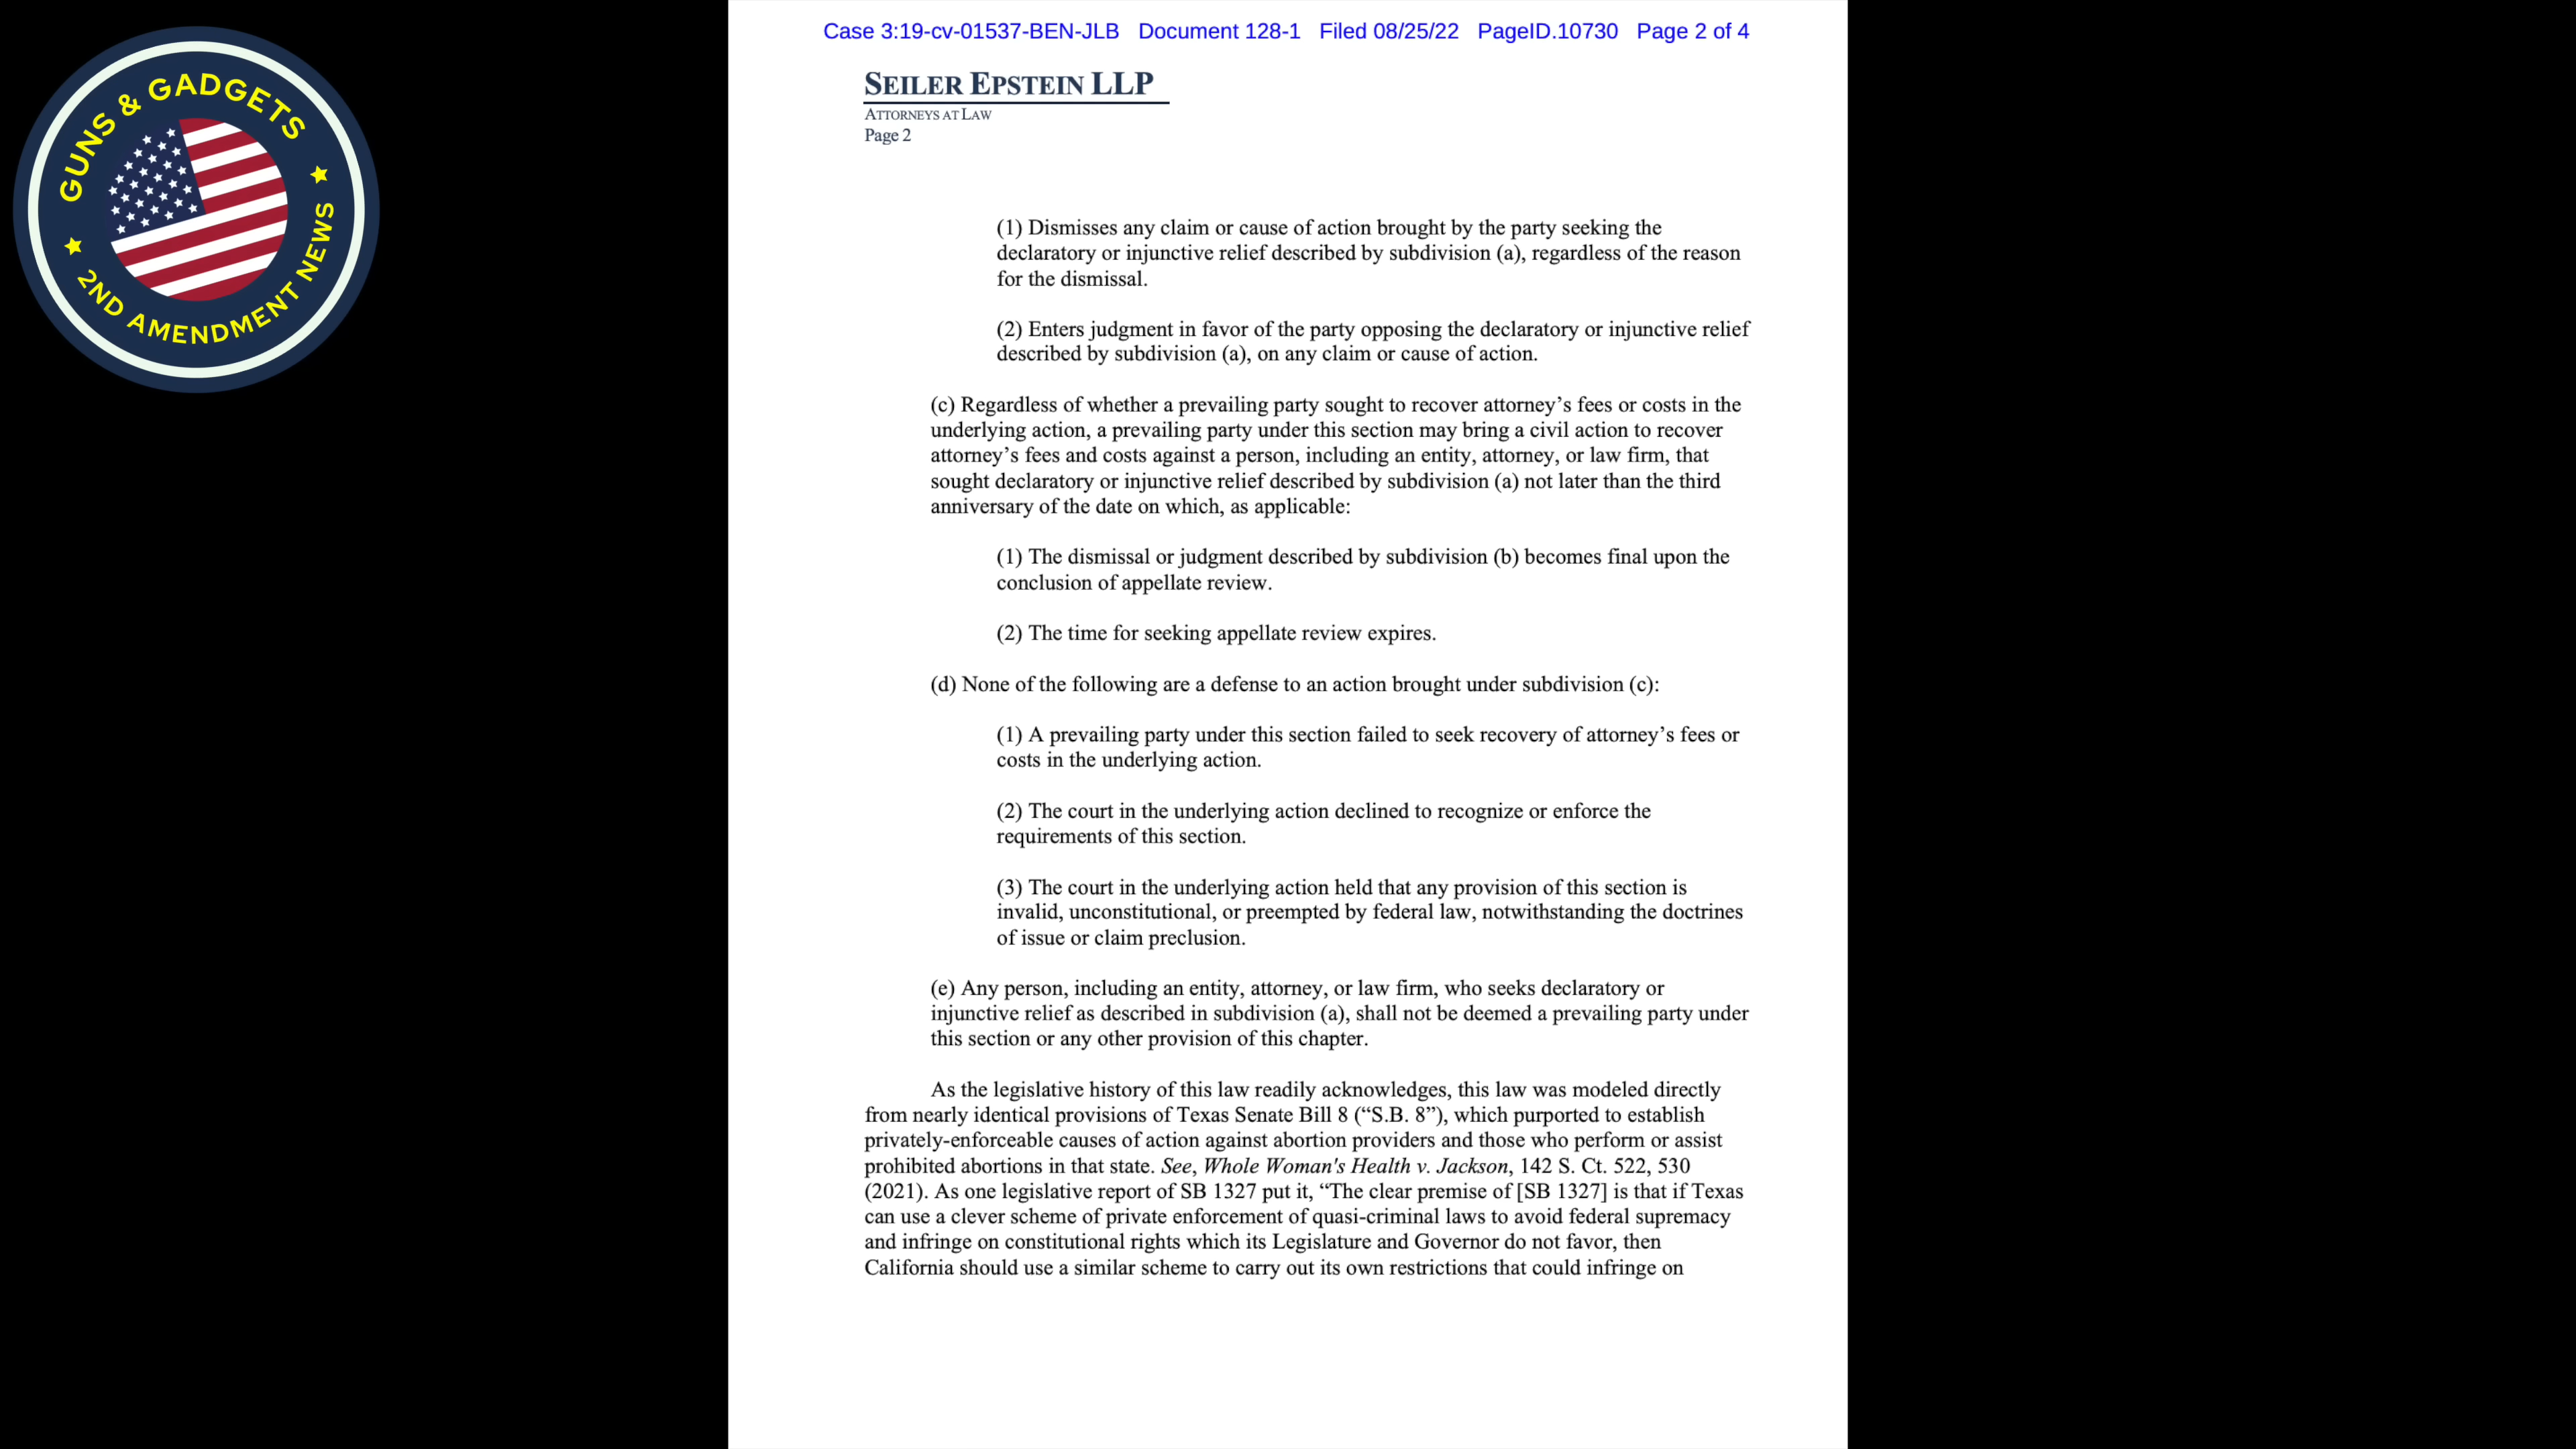 GUNS & GADGETS
2ND AMENDMENT NEWS
Case 3:19-cv-01537-BEN-JLB Document 128-1 Filed 08/25/22 PageID.10730 Page 2 of 4
SEILER EPSTEIN LLP
ATTORNEYS AT LAW
Page 2
(1) Dismisses any claim or cause of action brought by the party seeking the
declaratory or injunctive relief described by subdivision (a), regardless of the reason
for the dismissal.
(2) Enters judgment in favor of the party opposing the declaratory or injunctive relief
described by subdivision (a), on any claim or cause of action.
(c) Regardless of whether a prevailing party sought to recover attorney’s fees or costs in the
underlying action, a prevailing party under this section may bring a civil action to recover
attorney’s fees and costs against a person, including an entity, attorney, or law firm, that
sought declaratory or injunctive relief described by subdivision (a) not later than the third
anniversary of the date on which, as applicable:
(1) The dismissal or judgment described by subdivision (b) becomes final upon the
conclusion of appellate review.
(2) The time for seeking appellate review expires.
(d) None of the following are a defense to an action brought under subdivision (c):
(1) A prevailing party under this section failed to seek recovery of attorney’s fees or
costs in the underlying action.
(2) The court in the underlying action declined to recognize or enforce the
requirements of this section.
(3) The court in the underlying action held that any provision of this section is
invalid, unconstitutional, or preempted by federal law, notwithstanding the doctrines
of issue or claim preclusion.
(e) Any person, including an entity, attorney, or law firm, who seeks declaratory or
injunctive relief as described in subdivision (a), shall not be deemed a prevailing party under
this section or any other provision of this chapter.
As the legislative history of this law readily acknowledges, this law was modeled directly
from nearly identical provisions of Texas Senate Bill 8 (“S.B. 8”), which purported to establish
privately-enforceable causes of action against abortion providers and those who perform or assist
prohibited abortions in that state. See, Whole Woman's Health v. Jackson, 142 S. Ct. 522, 530
(2021). As one legislative report of SB 1327 put it, “The clear premise of [SB 1327] is that if Texas
can use a clever scheme of private enforcement of quasi-criminal laws to avoid federal supremacy
and infringe on constitutional rights which its Legislature and Governor do not favor, then
California should use a similar scheme to carry out its own restrictions that could infringe on